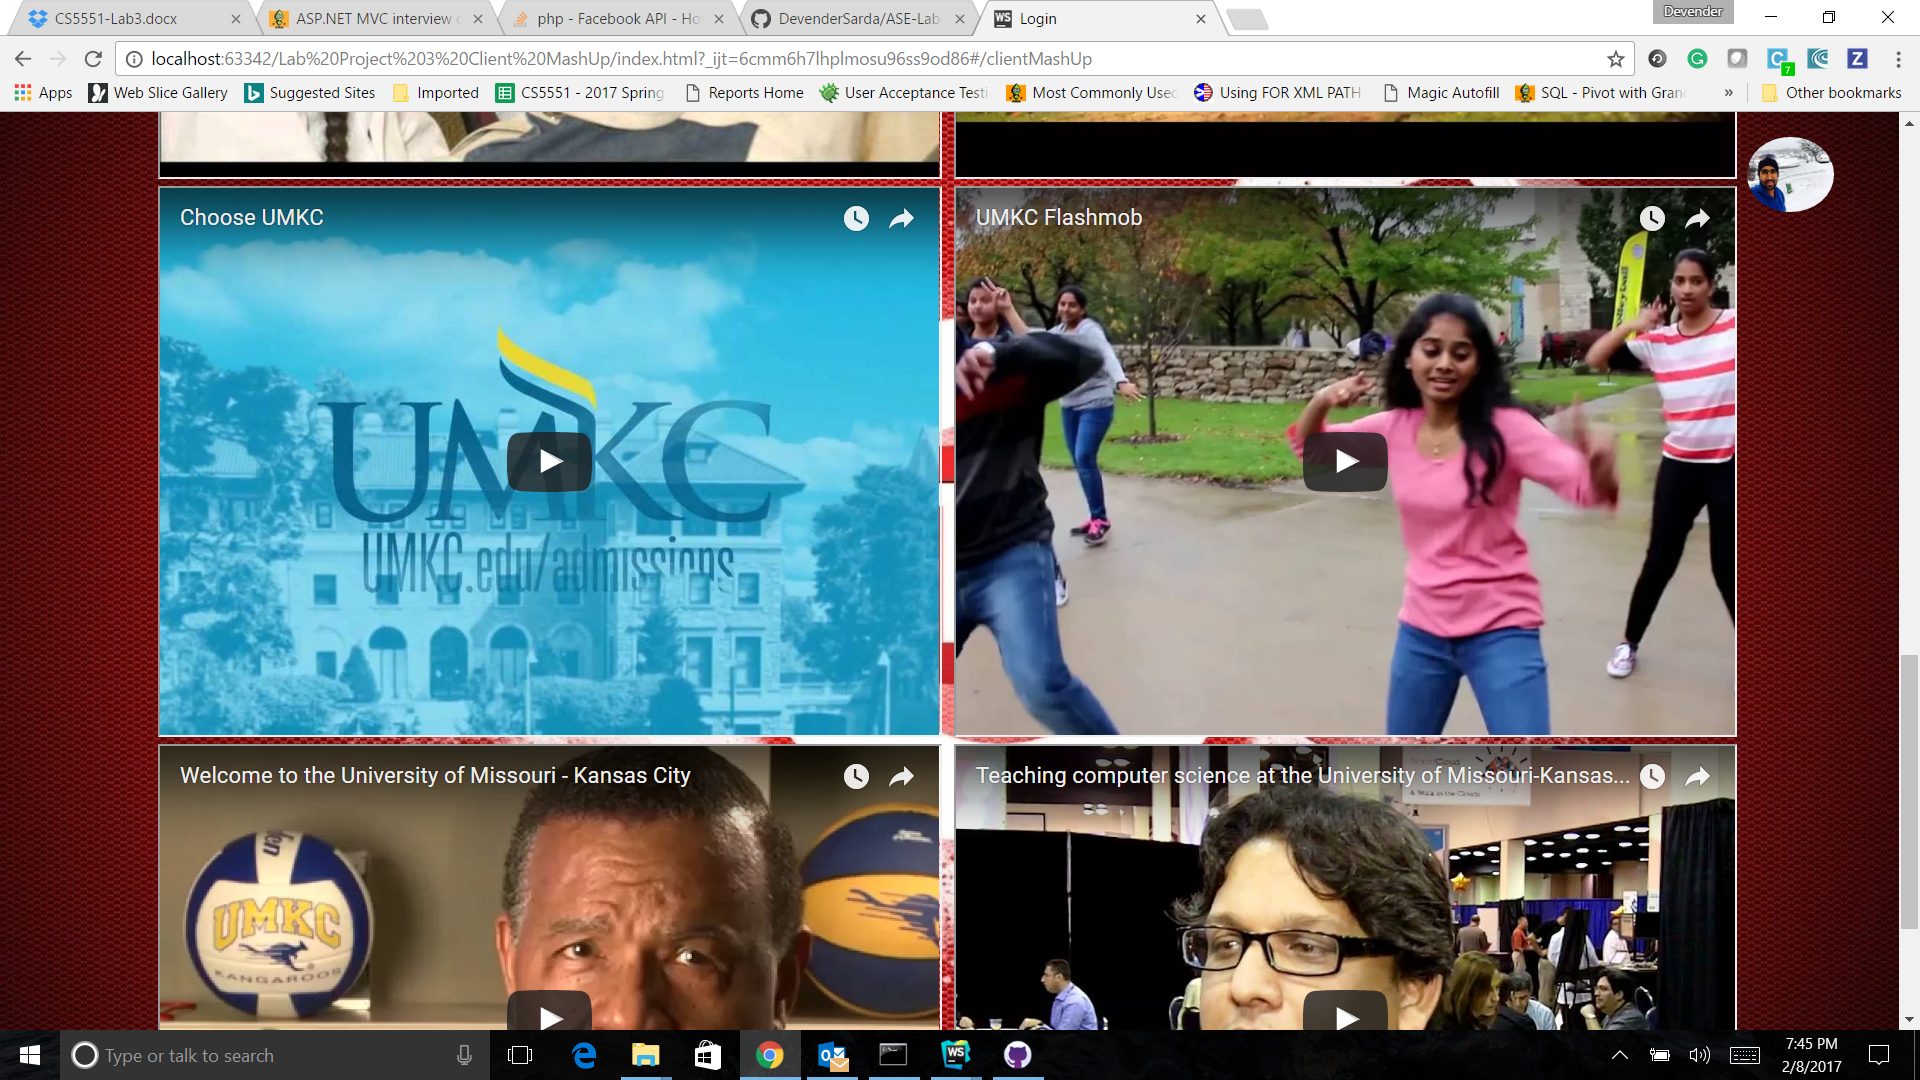 CS5551-Lab3.docx
ASP.NET MVC interview
php - Facebook API - Ho
DevenderSarda/ASE-Lab
Login
Devender
localhost:63342/Lab%20Project%203%20Client%20MashUp/index.html?_ijt=6cmm6h7lhplmosu96ss9od86#/clientMashUp
7
Apps
Web Slice Gallery
Suggested Sites
Imported
CS5551 - 2017 Spring
Reports Home
User Acceptance Testi
Most Commonly Used
Using FOR XML PATH
Magic Autofill
SQL - Pivot with Gran
»
Other bookmarks
Choose UMKC
UMKC
UMKC.edu/admissions
UMKC Flashmob
Welcome to the University of Missouri - Kansas City
UMKC
KANGAROOS
Teaching computer science at the University of Missouri-Kansas...
Type or talk to search
7:45 PM
2/8/2017